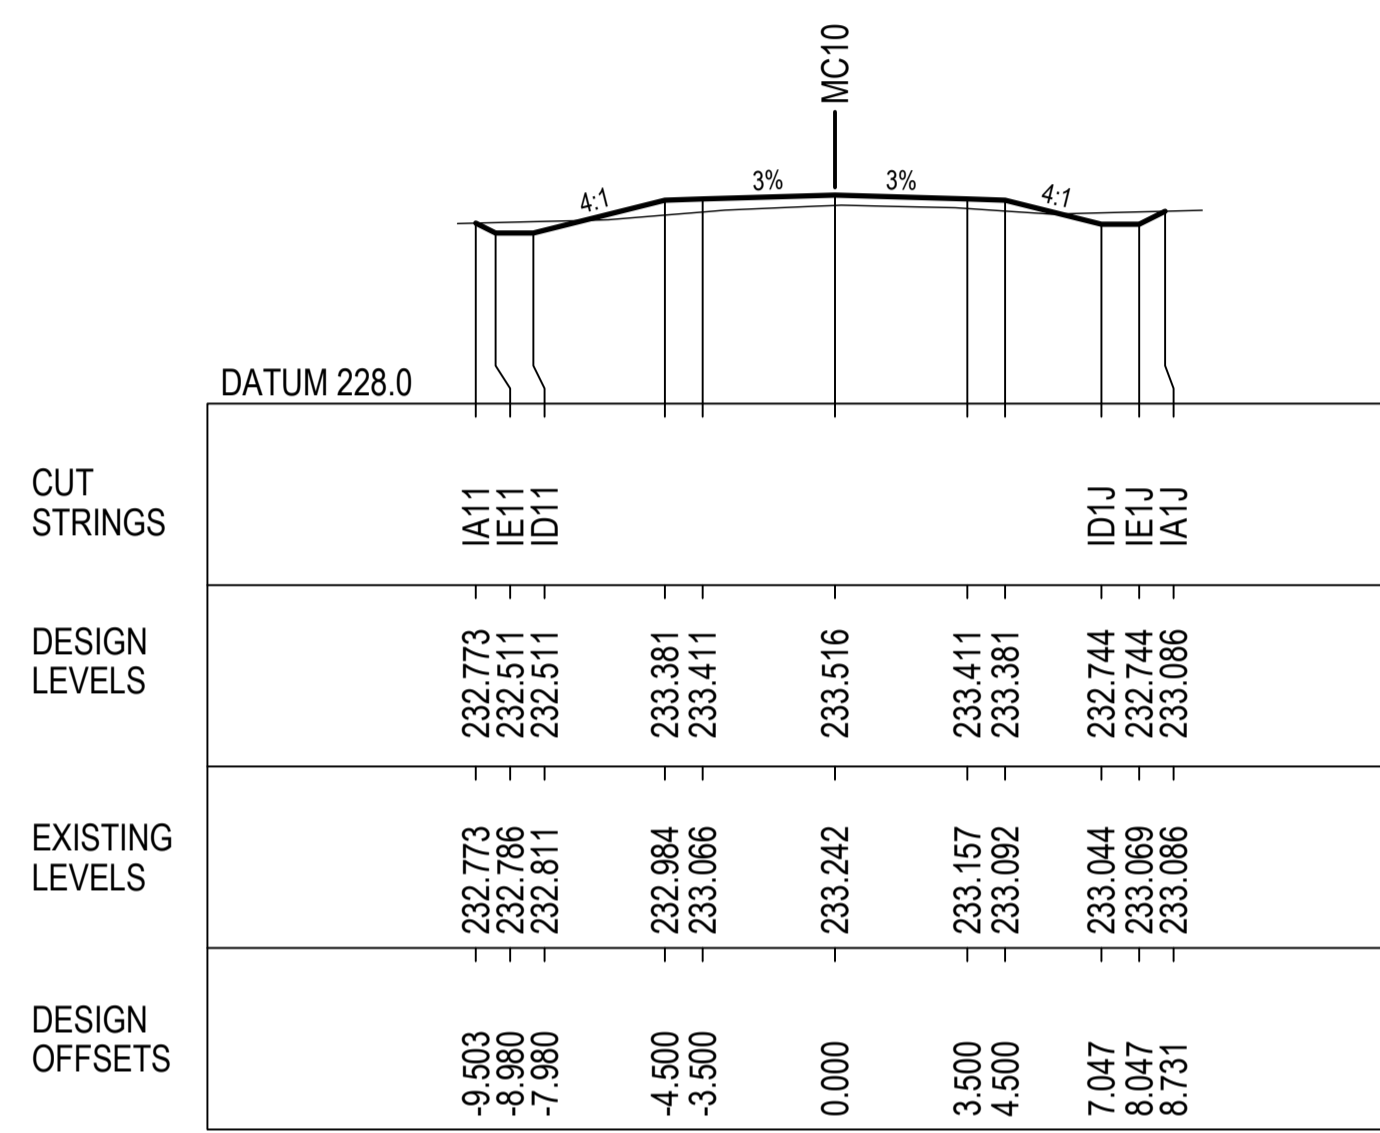 MC10
4:1
3%
3%
4:1
DATUM 228.0
CUT
STRINGS
IA11
IE11
ID11
ID1J
IE1J
IA1J
DESIGN
LEVELS
232.773
232.511
232.511
233.381
233.411
233.516
233.411
233.381
232.744
232.744
233.086
EXISTING
LEVELS
232.773
232.786
232.811
232.984
233.066
233.242
233.157
233.092
233.044
233.069
233.086
DESIGN
OFFSETS
-9.503
-8.980
-7.980
-4.500
-3.500
0.000
3.500
4.500
7.047
8.047
8.731